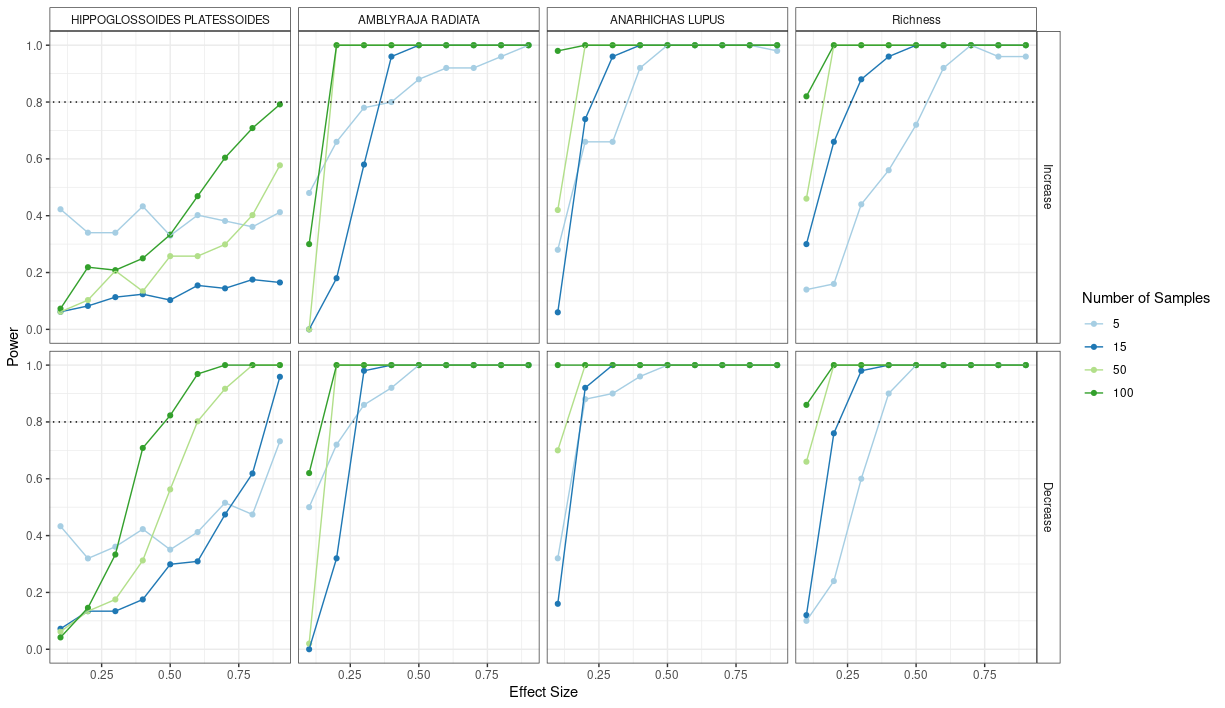 HIPPOGLOSSOIDES PLATESSOIDES
AMBLYRAJA RADIATA
ANARHICHAS LUPUS
Richness
1.0
0.8
0.6
0.4
0.2
0.0
Increase
1.0
0.8
0.6
0.4
0.2
0.0
Decrease
Power
0.25 0.50 0.75
0.25 0.50 0.75
0.25 0.50 0.75
0.25 0.50 0.75
Effect Size
Number of Samples
5
15
50
100